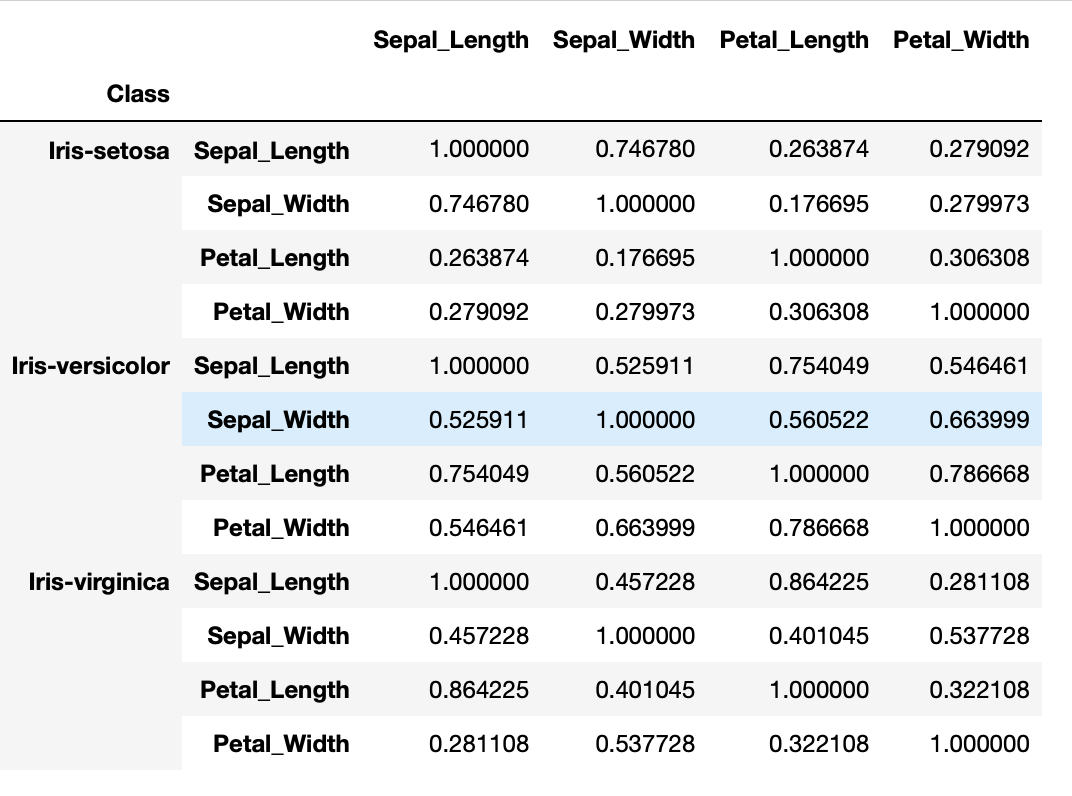 Sepal_Length Sepal_Width Petal_Length Petal_Width
Class
Iris-setosa Sepal_Length 1.000000 0.746780 0.263874 0.279092
Sepal_Width 0.746780 1.000000 0.176695 0.279973
Petal_Length 0.263874 0.176695 1.000000 0.306308
Petal_Width 0.279092 0.279973 0.306308 1.000000
Iris-versicolor Sepal_Length 1.000000 0.525911 0.754049 0.546461
Sepal_Width 0.525911 1.000000 0.560522 0.663999
Petal_Length 0.754049 0.560522 1.000000 0.786668
Petal_Width 0.546461 0.663999 0.786668 1.000000
Iris-virginica Sepal_Length 1.000000 0.457228 0.864225 0.281108
Sepal_Width 0.457228 1.000000 0.401045 0.537728
Petal_Length 0.864225 0.401045 1.000000 0.322108
Petal_Width 0.281108 0.537728 0.322108 1.000000